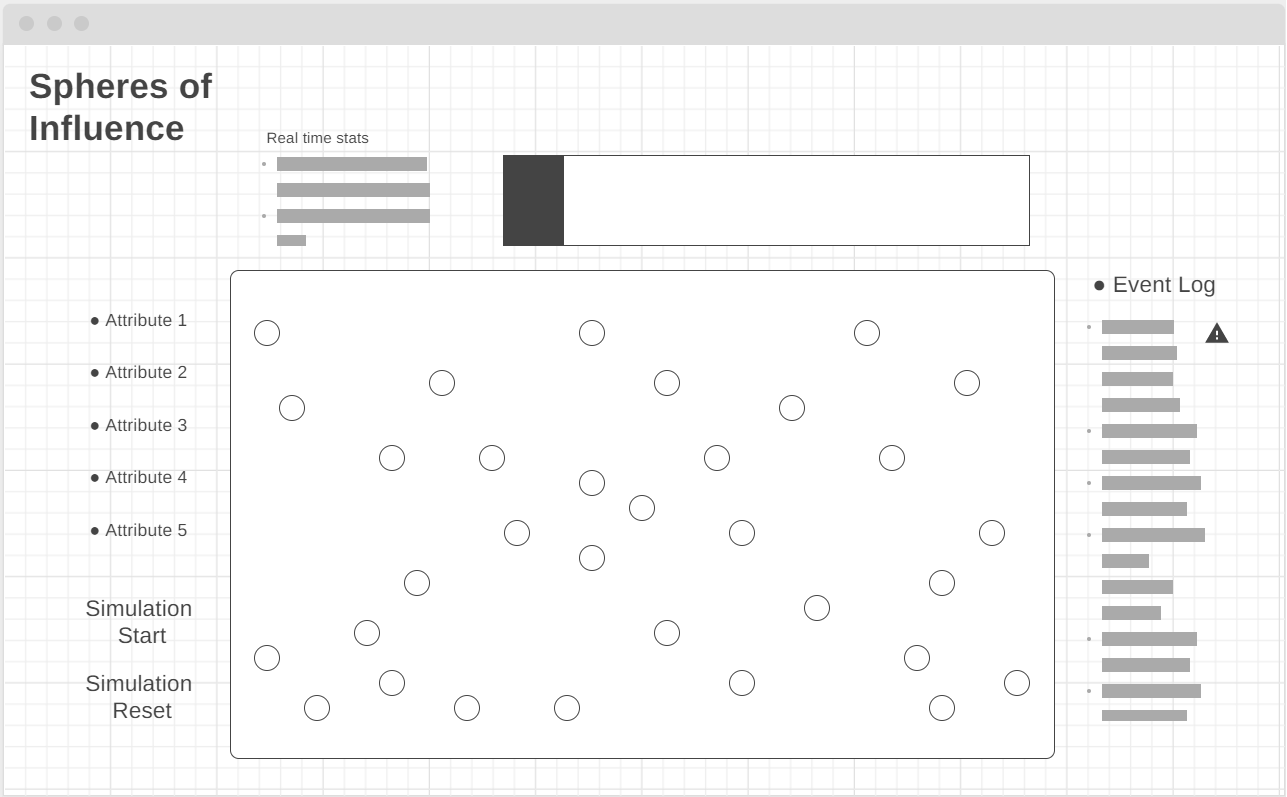 Spheres of
Influence
Real time stats
Attribute 1
Attribute 2
Attribute 3
Attribute 4
Attribute 5
Simulation
Start
Simulation
Reset
Event Log